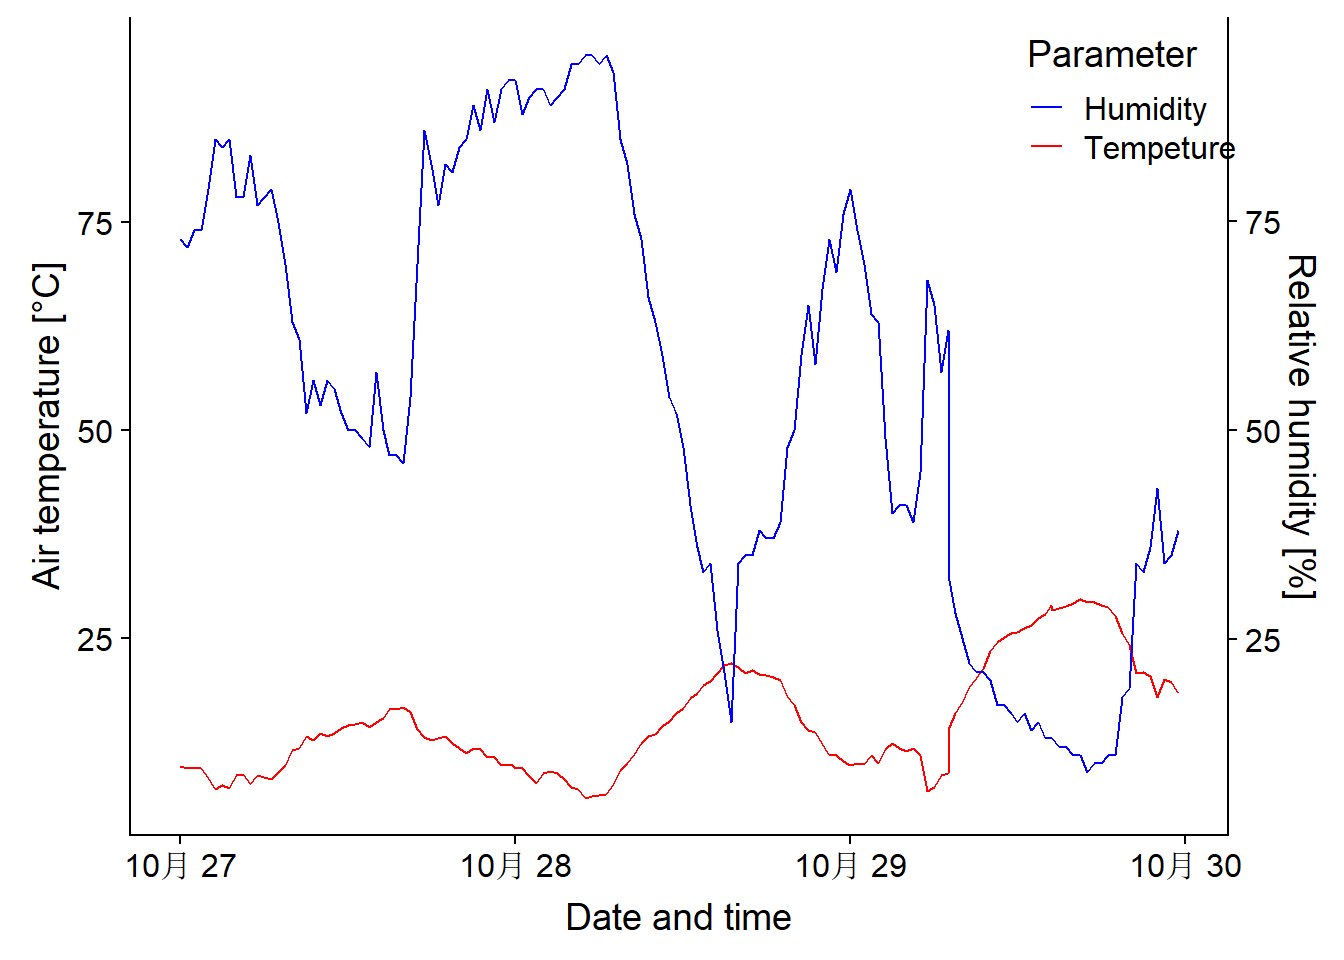 Parameter
Humidity
Tempeture
75
50
25
Air temperature [°C]
75
50
25
Relative humidity [%]
10月 27
10月 28
10月 29
10月 30
Date and time